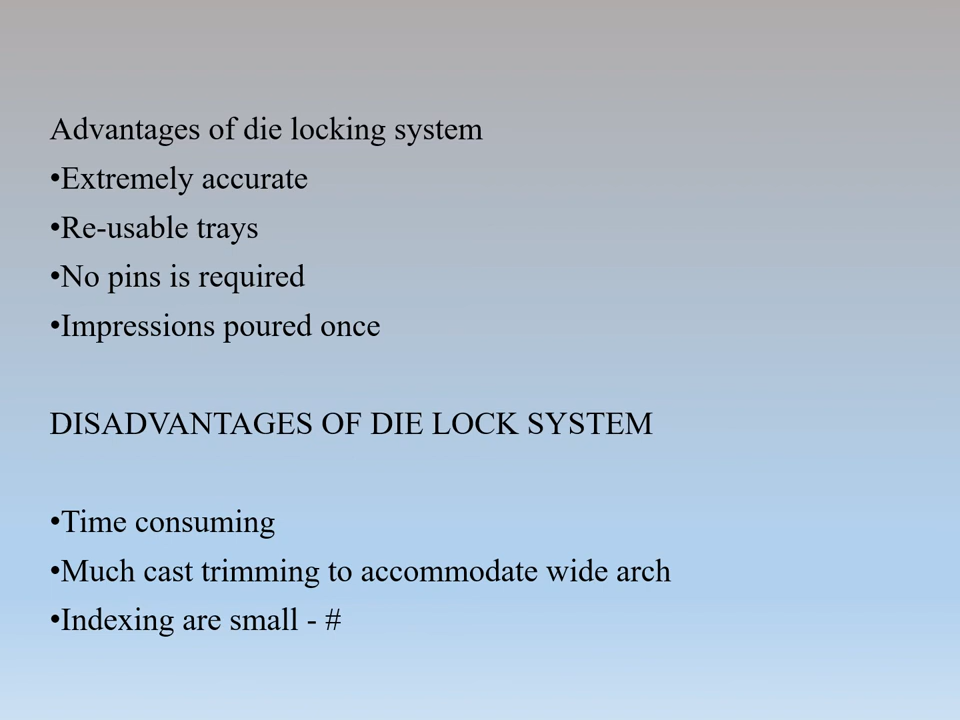 Advantages of die locking system
•Extremely accurate
•Re-usable trays
•No pins is required
•Impressions poured once
DISADVANTAGES OF DIE LOCK SYSTEM
•Time consuming
•Much cast trimming to accommodate wide arch
•Indexing are small - #